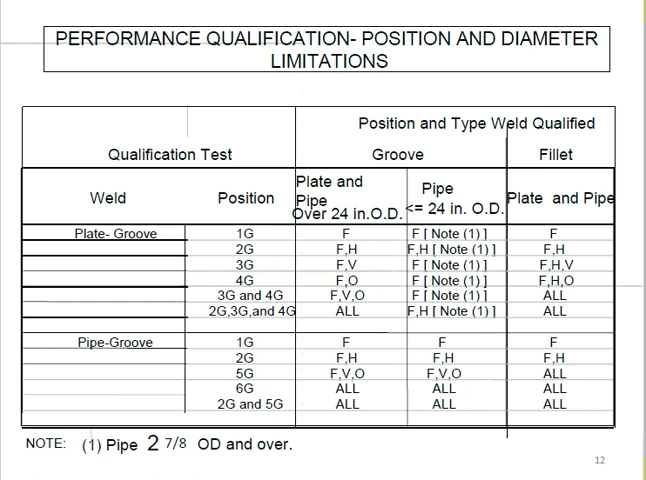 PERFORMANCE QUALIFICATION- POSITION AND DIAMETER
LIMITATIONS
Position and Type Weld Qualified
Qualification Test Groove Fillet
Weld Position Plate and Pipe Over 24 in.O.D. Pipe <= 24 in. O.D. Plate and Pipe
Plate- Groove 1G F F [ Note (1) ] F
2G F,H F,H [ Note (1) ] F,H
3G F,V F [ Note (1) ] F,H,V
4G F,O F [ Note (1) ] F,H,O
3G and 4G F,V,O F [ Note (1) ] ALL
2G,3G,and 4G ALL F,H [ Note (1) ] ALL
Pipe-Groove 1G F F F
2G F,H F,H F,H
5G F,V,O F,V,O ALL
6G ALL ALL ALL
2G and 5G ALL ALL ALL
NOTE: (1) Pipe 2 7/8 OD and over.
12